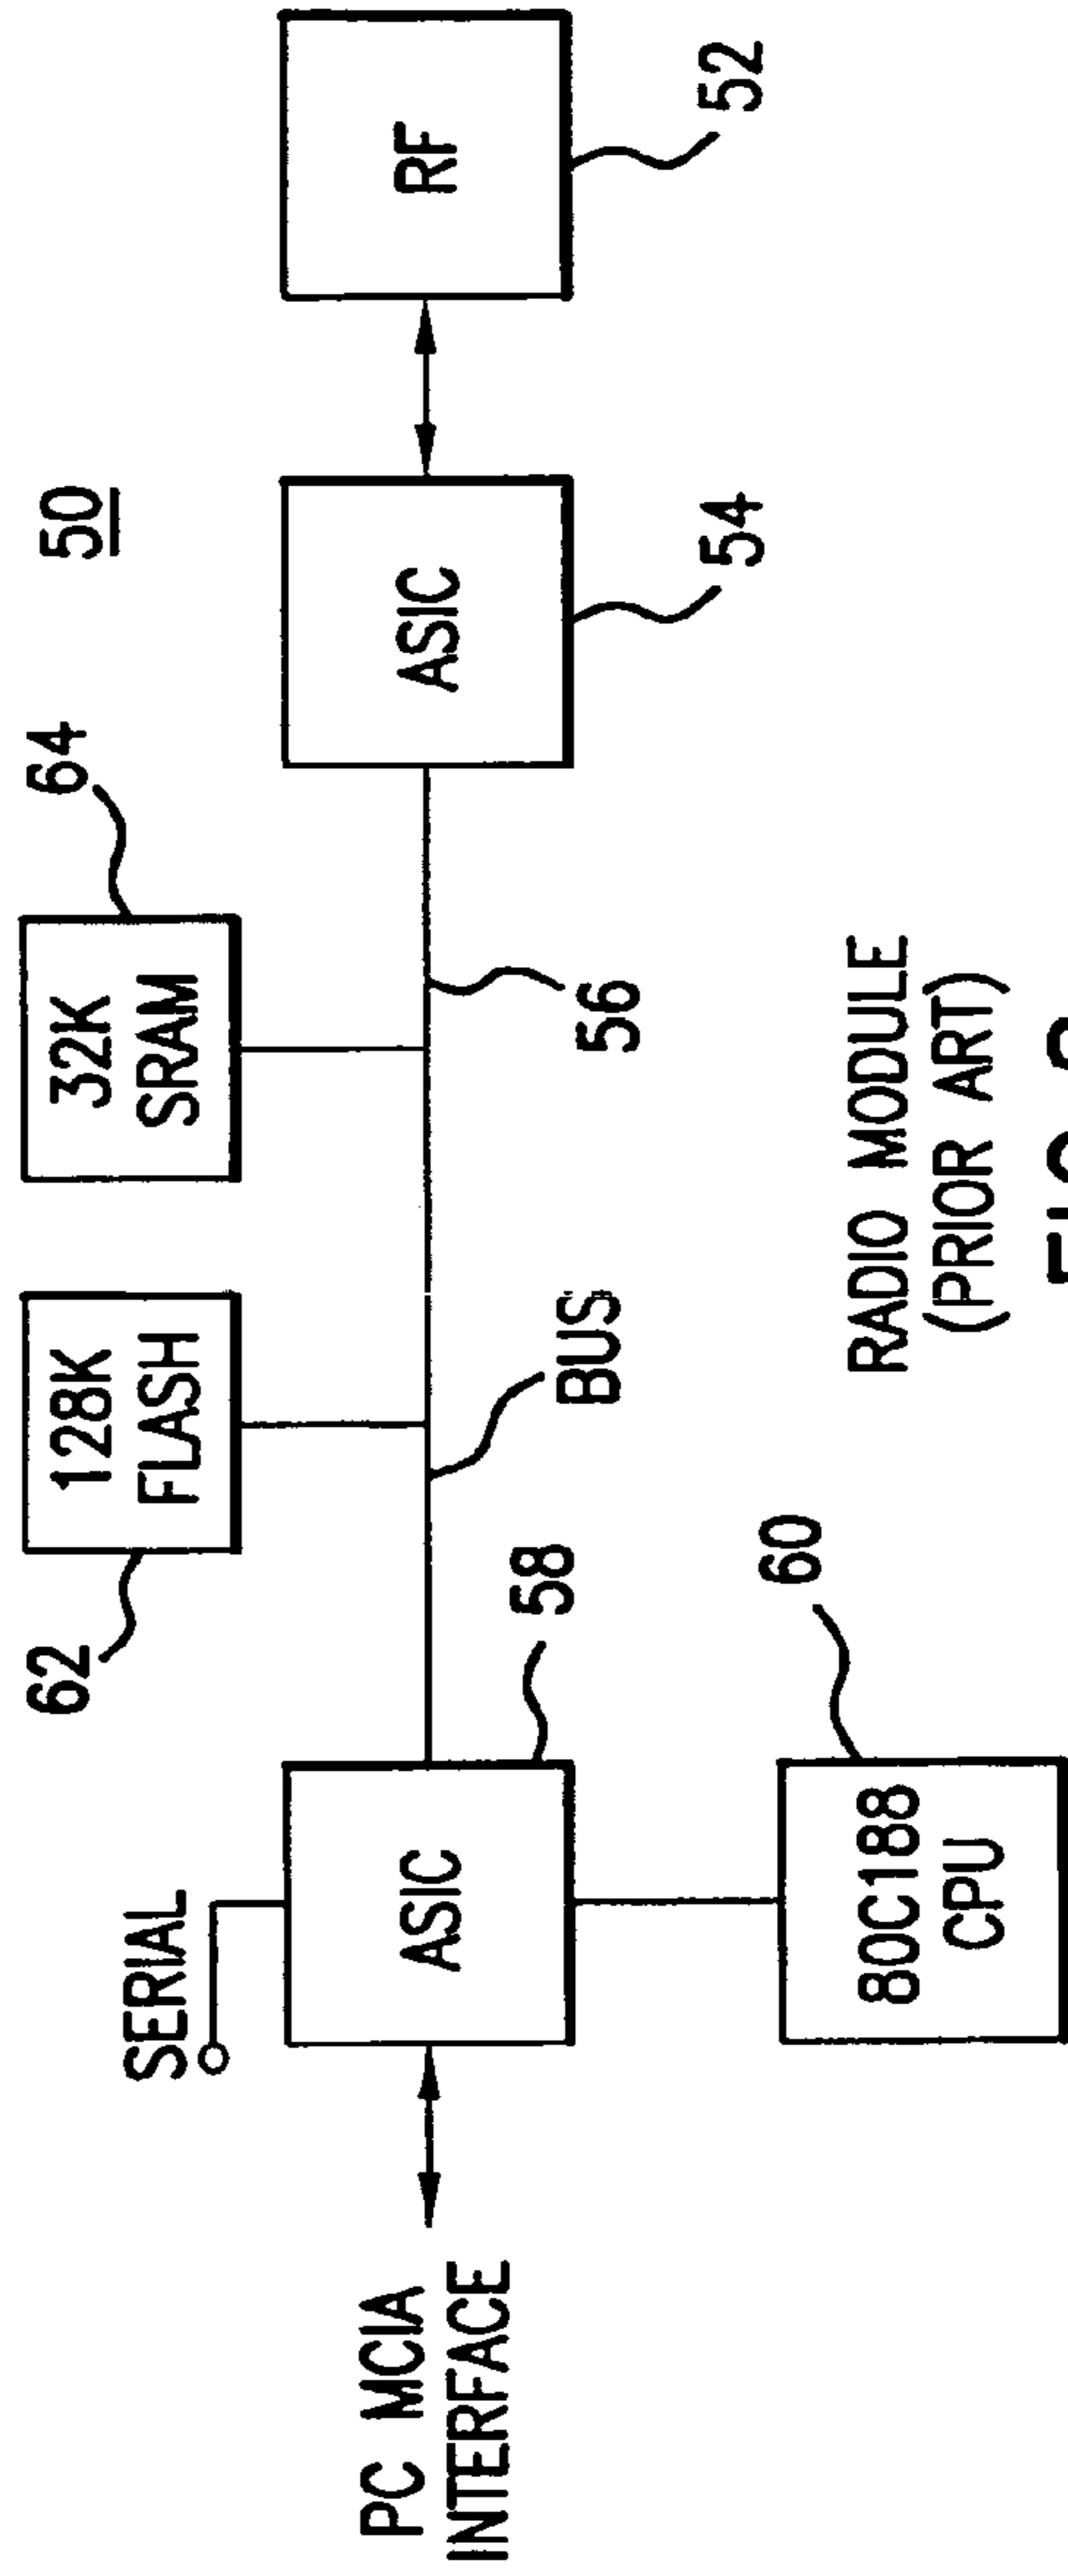 50
62
128K
FLASH
32K
SRAM
64
SERIAL
PC MCIA
INTERFACE
ASIC
58
BUS
56
ASIC
54
RF
52
80C188
CPU
60
RADIO MODULE
(PRIOR ART)